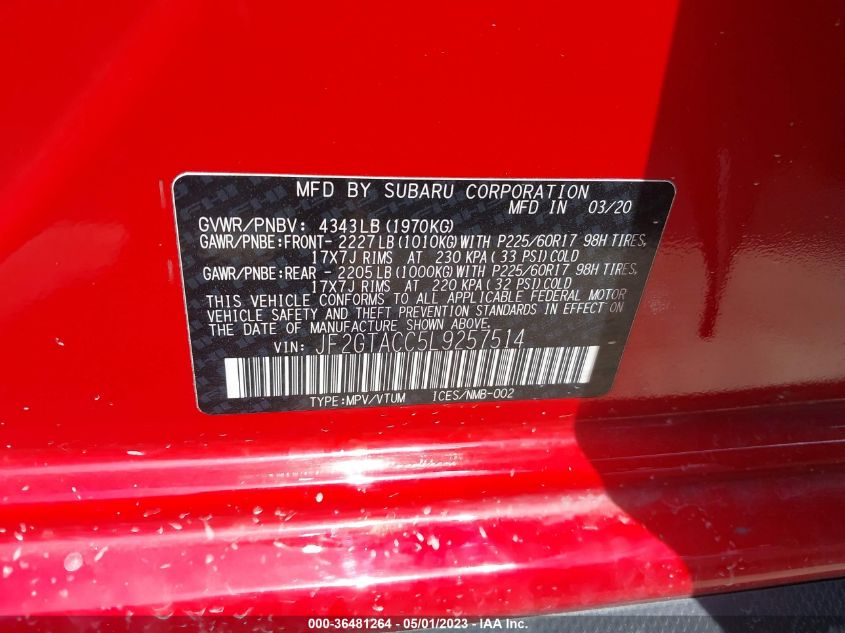 MFD BY SUBARU CORPORATION
MFD IN 03/20
GVWR/PNBV: 4343LB (1970KG)
GAWR/PNBE:FRONT- 2227LB (1010KG) WITH P225/60R17 98H TIRES,
17X7J RIMS AT 230 KPA (33 PSI) COLD
GAWR/PNBE:REAR - 2205LB (1000KG) WITH P225/60R17 98H TIRES,
17X7J RIMS AT 220 KPA (32 PSI) COLD
THIS VEHICLE CONFORMS TO ALL APPLICABLE FEDERAL MOTOR
VEHICLE SAFETY AND THEFT PREVENTION STANDARDS IN EFFECT ON
THE DATE OF MANUFACTURE SHOWN ABOVE.
VIN: JF2GTACC5L9257514
TYPE:MPV/VTUM ICES/NMB-002
000-36481264 - 05/01/2023 - IAA Inc.